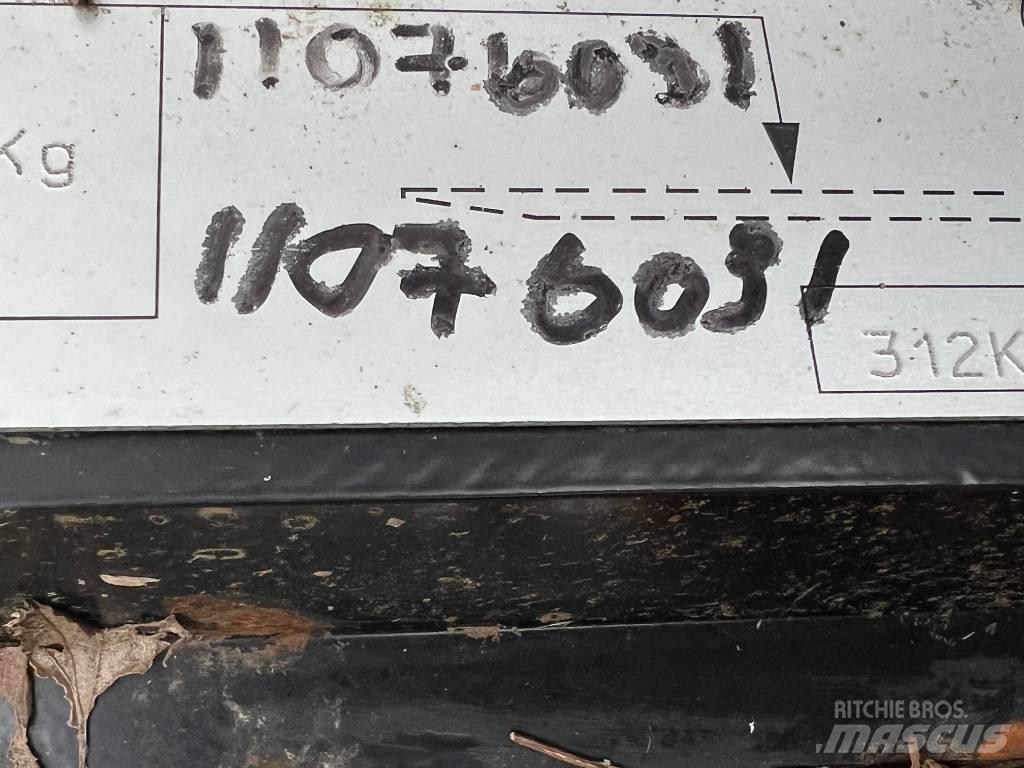 11076031
Kg
11076031
312K
RITCHIE BROS.
MASCUS